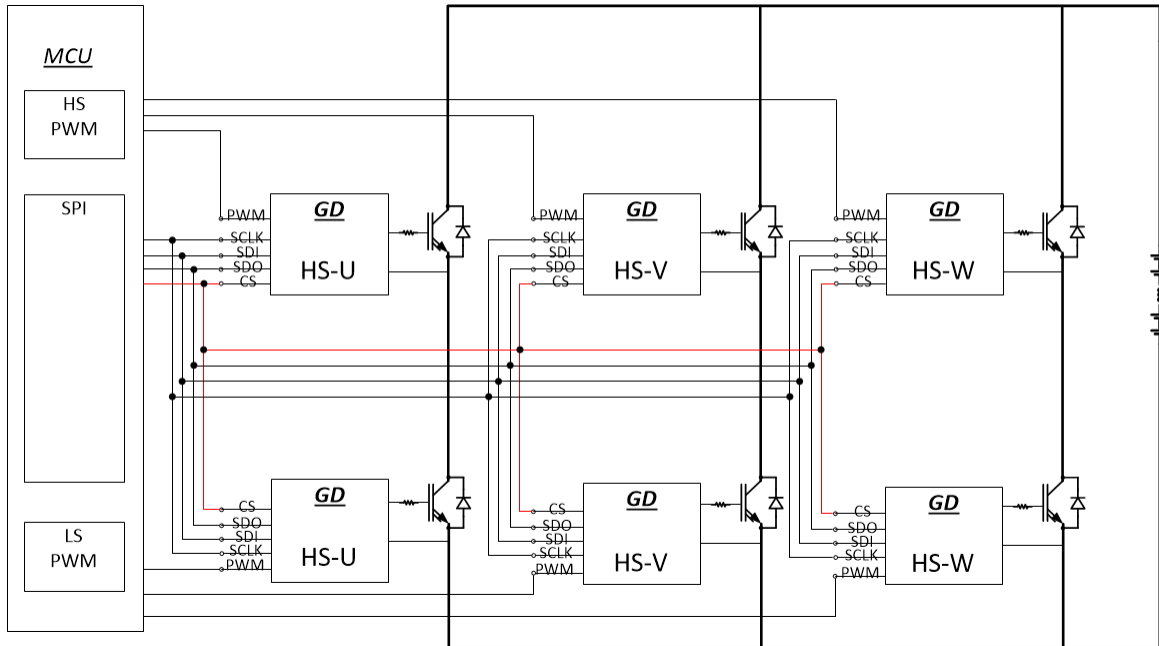 MCU
HS
PWM
SPI
LS
PWM
PWM
SCLK
SDI
SDO
CS
GD
HS-U
PWM
SCLK
SDI
SDO
CS
GD
HS-V
PWM
SCLK
SDI
SDO
CS
GD
HS-W
CS
SDO
SDI
SCLK
PWM
GD
HS-U
CS
SDO
SDI
SCLK
PWM
GD
HS-V
CS
SDO
SDI
SCLK
PWM
GD
HS-W